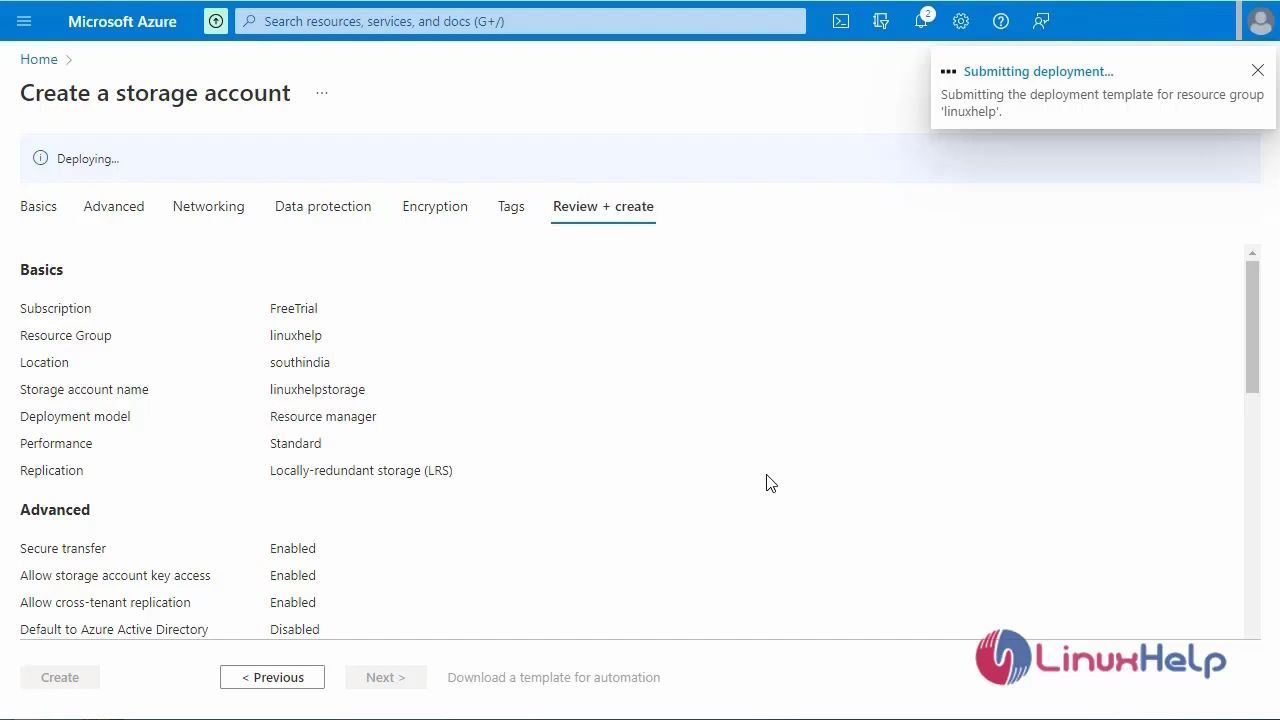 Microsoft Azure
Search resources, services, and docs (G+/)
2
Home
Create a storage account
...
Submitting deployment...
Submitting the deployment template for resource group
'linuxhelp'.
Deploying...
Basics Advanced Networking Data protection Encryption Tags Review + create
Basics
Subscription FreeTrial
Resource Group linuxhelp
Location southindia
Storage account name linuxhelpstorage
Deployment model Resource manager
Performance Standard
Replication Locally-redundant storage (LRS)
Advanced
Secure transfer Enabled
Allow storage account key access Enabled
Allow cross-tenant replication Enabled
Default to Azure Active Directory Disabled
Create < Previous Next > Download a template for automation
LinuxHelp